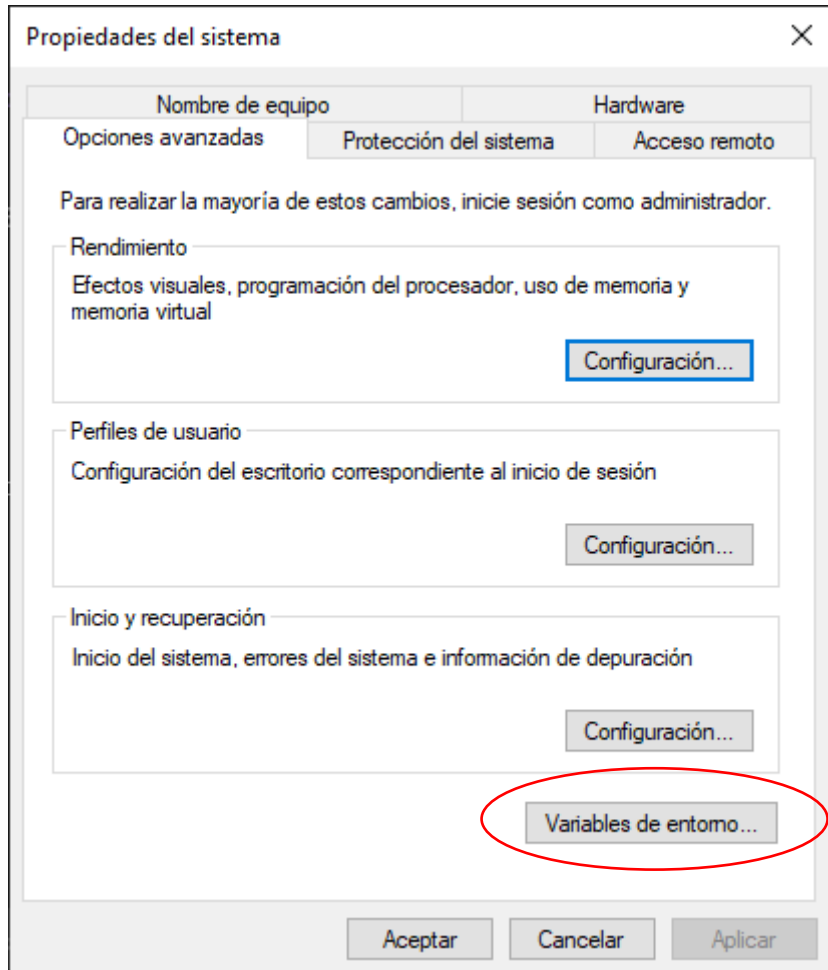 Propiedades del sistema
Nombre de equipo
Hardware
Opciones avanzadas
Protección del sistema
Acceso remoto
Para realizar la mayoría de estos cambios, inicie sesión como administrador.
Rendimiento
Efectos visuales, programación del procesador, uso de memoria y
memoria virtual
Configuración...
Perfiles de usuario
Configuración del escritorio correspondiente al inicio de sesión
Configuración...
Inicio y recuperación
Inicio del sistema, errores del sistema e información de depuración
Configuración...
Variables de entorno...
Aceptar
Cancelar
Aplicar